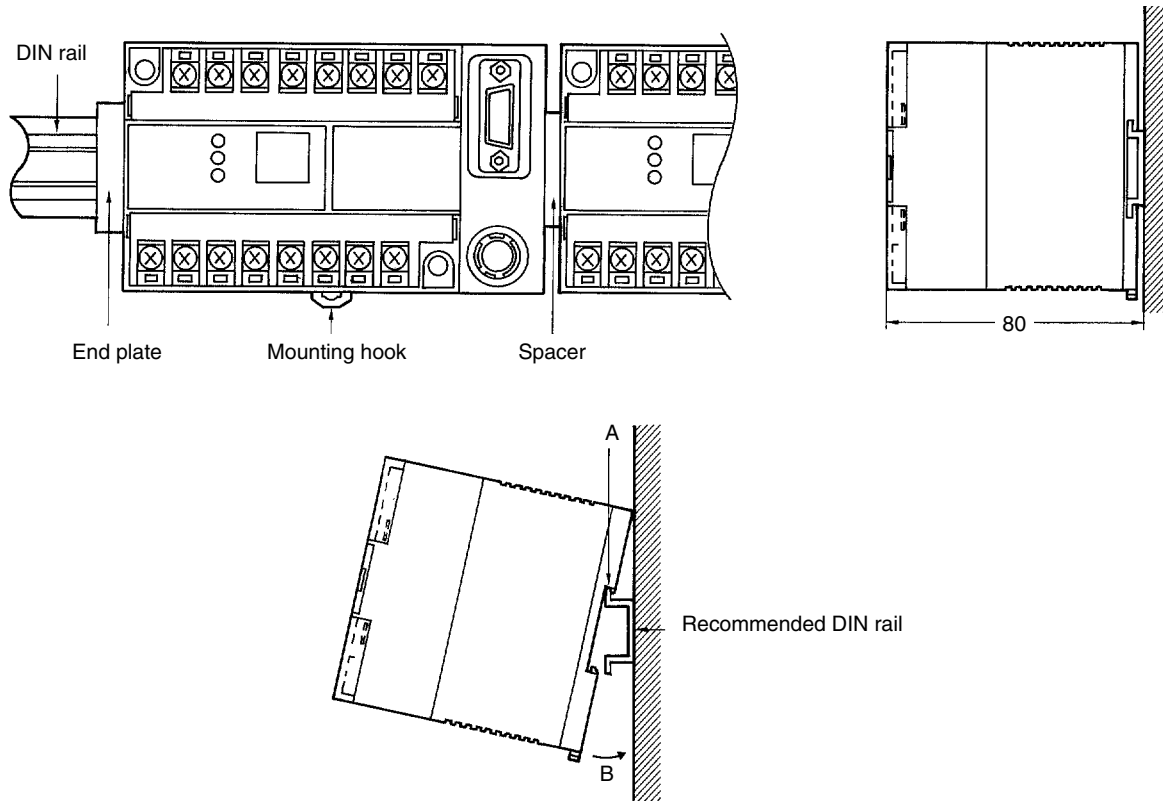 DIN rail
End plate
Mounting hook
Spacer
80
A
Recommended DIN rail
B